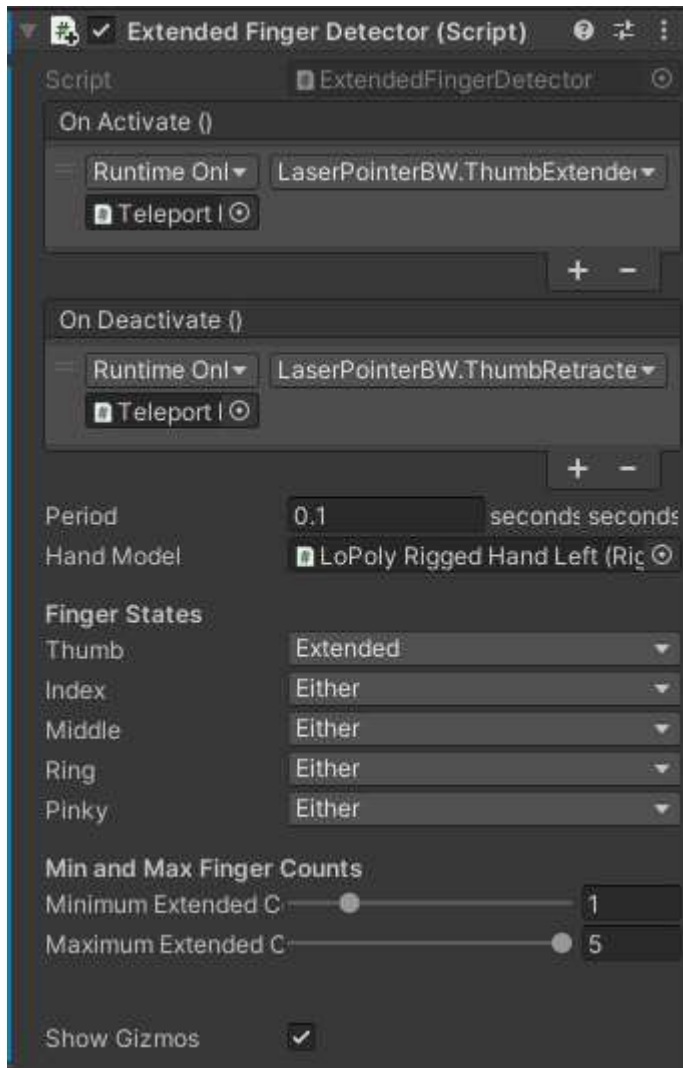 Extended Finger Detector (Script)
Script ExtendedFingerDetector
On Activate ()
Runtime Onl LaserPointerBW.ThumbExtende
Teleport
On Deactivate ()
Runtime Onl LaserPointerBW.ThumbRetracte
Teleport
Period 0.1 seconds seconds
Hand Model LoPoly Rigged Hand Left (Rig
Finger States
Thumb Extended
Index Either
Middle Either
Ring Either
Pinky Either
Min and Max Finger Counts
Minimum Extended C 1
Maximum Extended C 5
Show Gizmos